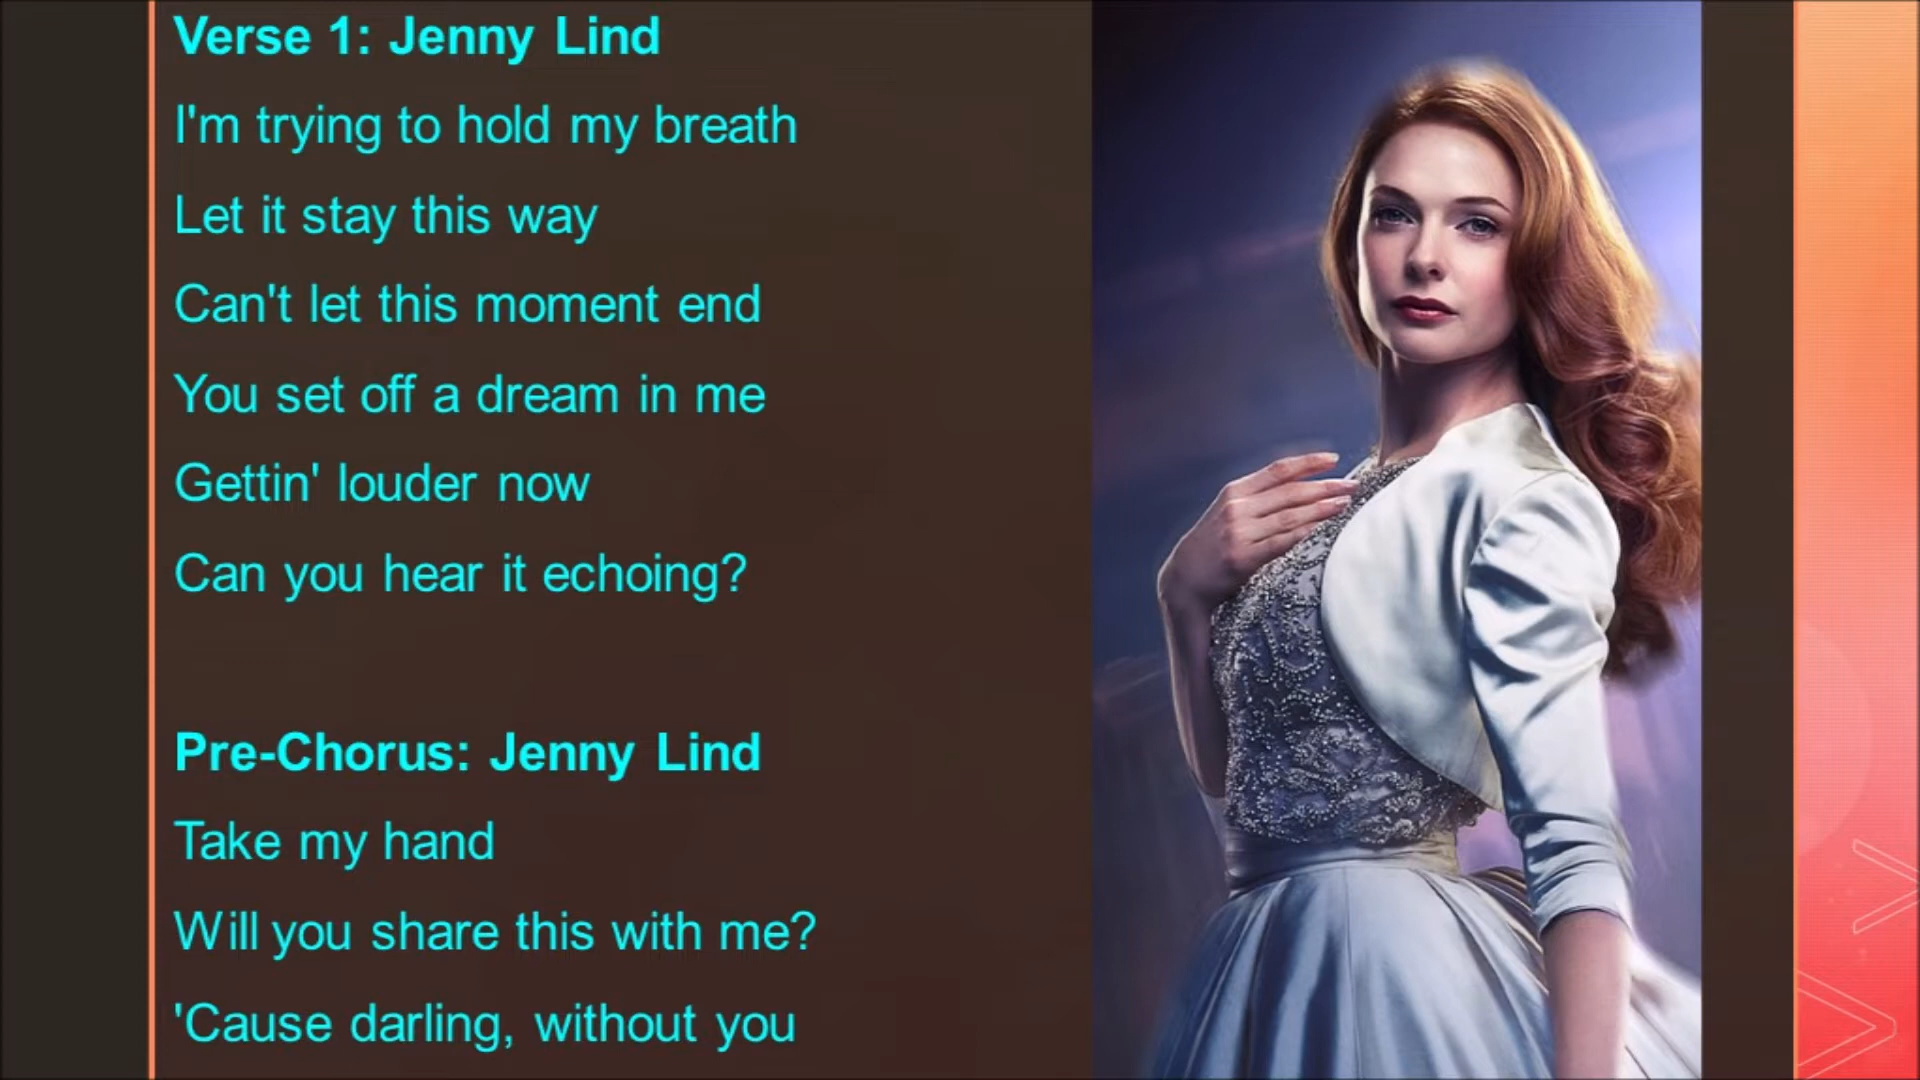 Verse 1: Jenny Lind
I'm trying to hold my breath
Let it stay this way
Can't let this moment end
You set off a dream in me
Gettin' louder now
Can you hear it echoing?
Pre-Chorus: Jenny Lind
Take my hand
Will you share this with me?
'Cause darling, without you